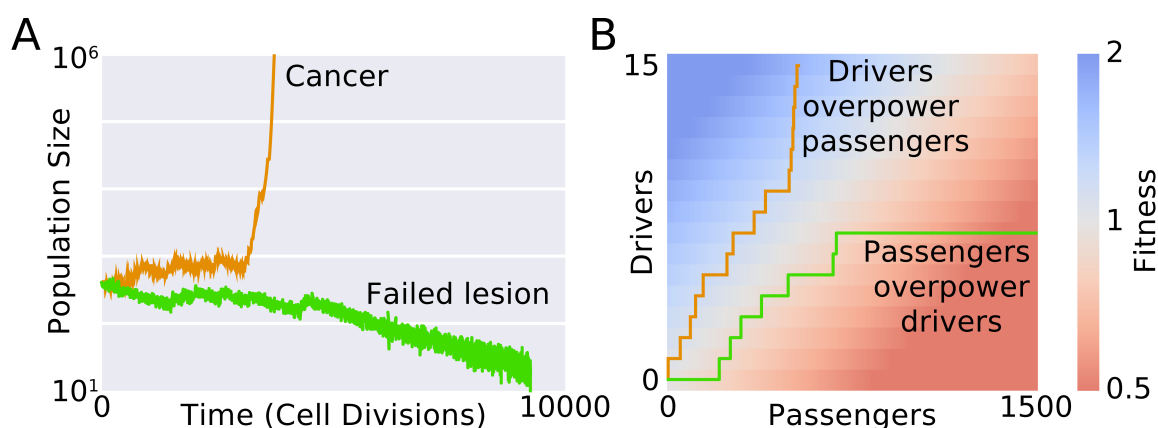 A
10⁶
Cancer
Population Size
Failed lesion
10¹
0
Time (Cell Divisions)
10000
B
15
Drivers
overpower
passengers
Drivers
Passengers
overpower
drivers
0
0
Passengers
1500
2
1
Fitness
0.5